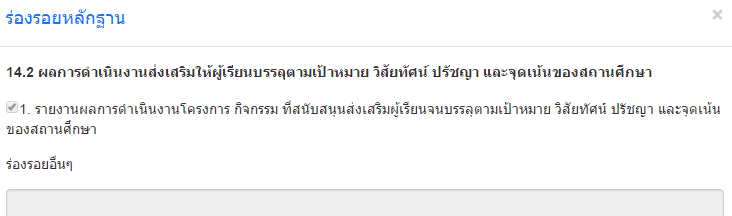 ร่องรอยหลักฐาน
×
14.2 ผลการดำเนินงานส่งเสริมให้ผู้เรียนบรรลุตามเป้าหมาย วิสัยทัศน์ ปรัชญา และจุดเน้นของสถานศึกษา
1. รายงานผลการดำเนินงานโครงการ กิจกรรม ที่สนับสนุนส่งเสริมผู้เรียนจนบรรลุตามเป้าหมาย วิสัยทัศน์ ปรัชญา และจุดเน้น
ของสถานศึกษา
ร่องรอยอื่นๆ